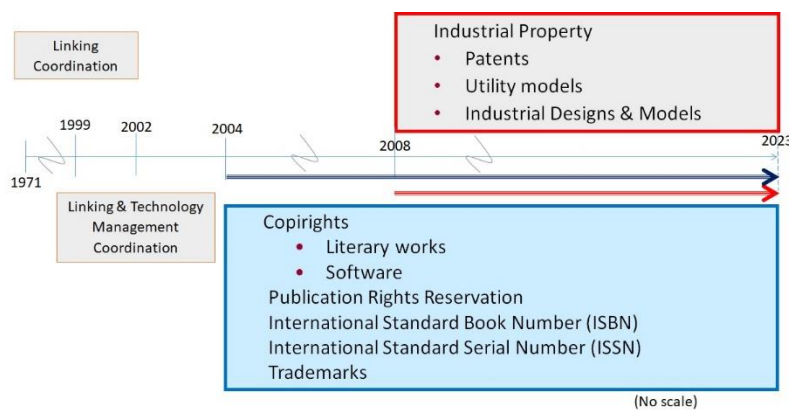 Linking
Coordination
Industrial Property
• Patents
• Utility models
• Industrial Designs & Models
1999
2002
2004
2008
2023
1971
Linking & Technology
Management
Coordination
Copirights
• Literary works
• Software
Publication Rights Reservation
International Standard Book Number (ISBN)
International Standard Serial Number (ISSN)
Trademarks
(No scale)